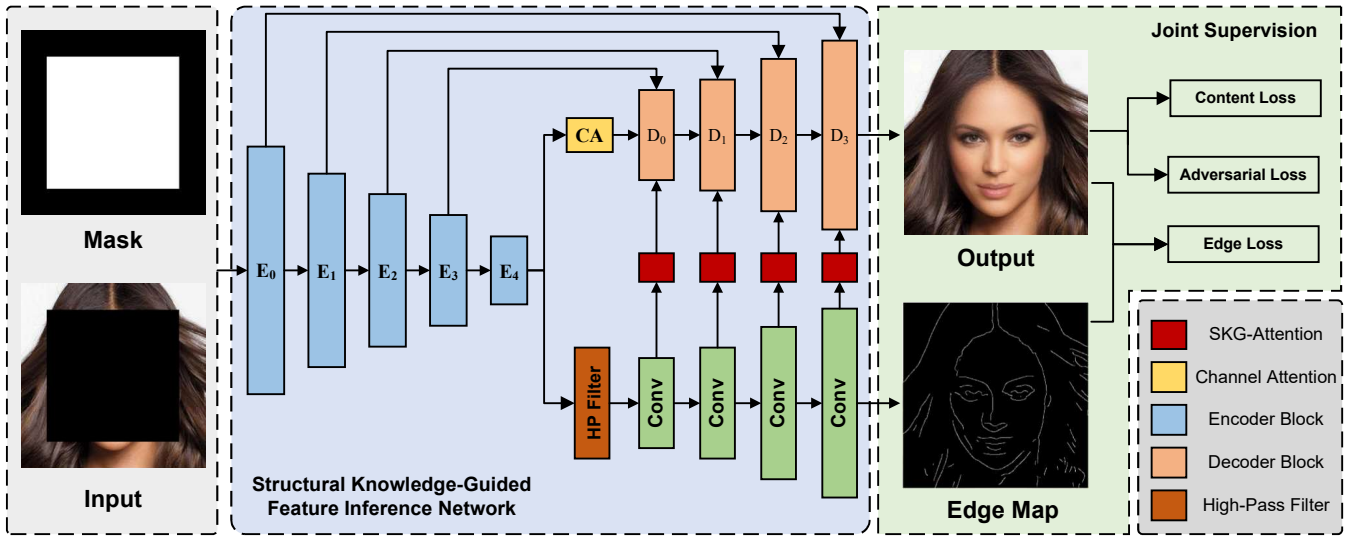 Mask
Input
E₀
E₁
E₂
E₃
E₄
CA
D₀
D₁
D₂
D₃
HP Filter
Conv
Conv
Conv
Conv
Structural Knowledge-Guided
Feature Inference Network
Joint Supervision
Output
Edge Map
Content Loss
Adversarial Loss
Edge Loss
SKG-Attention
Channel Attention
Encoder Block
Decoder Block
High-Pass Filter